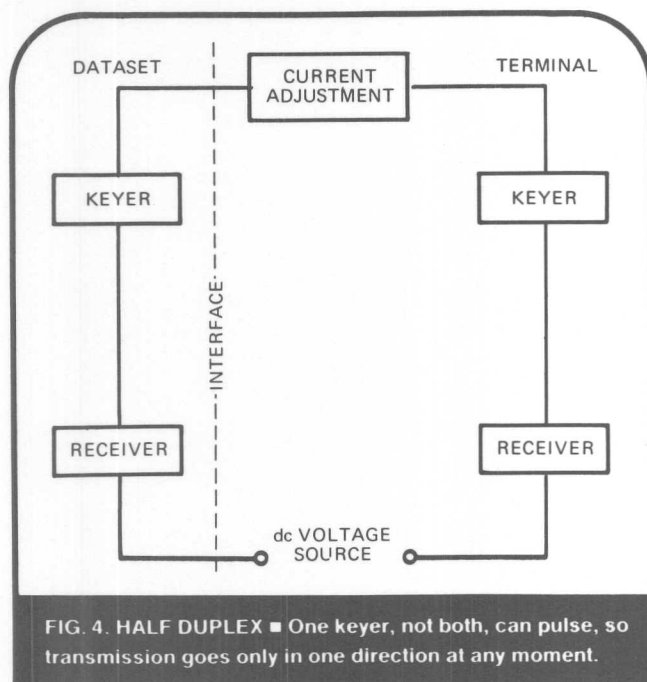 DATASET
CURRENT
ADJUSTMENT
TERMINAL
KEYER
KEYER
INTERFACE
RECEIVER
RECEIVER
dc VOLTAGE
SOURCE
FIG. 4. HALF DUPLEX ■ One keyer, not both, can pulse, so
transmission goes only in one direction at any moment.